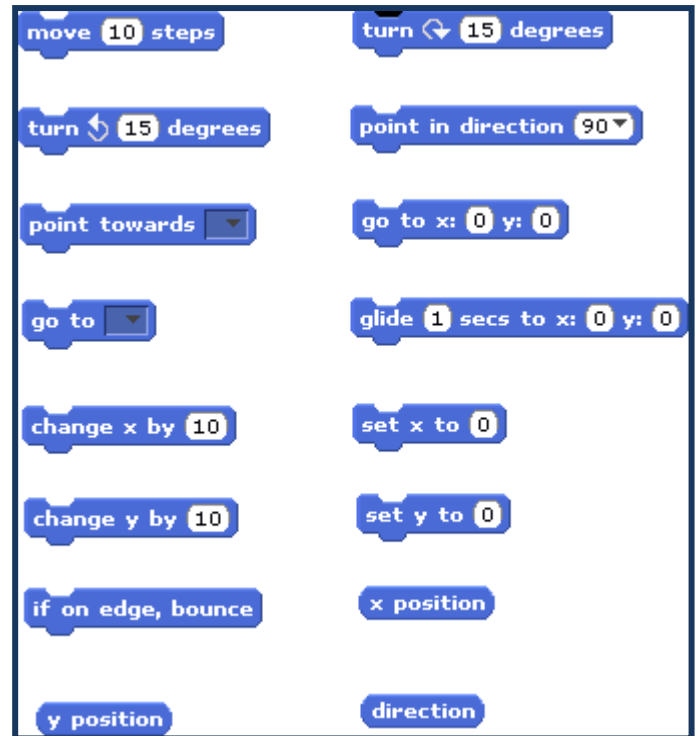 move 10 steps
turn 15 degrees
turn 15 degrees
point in direction 90
point towards
go to x: 0 y: 0
go to
glide 1 secs to x: 0 y: 0
change x by 10
set x to 0
change y by 10
set y to 0
if on edge, bounce
x position
y position
direction